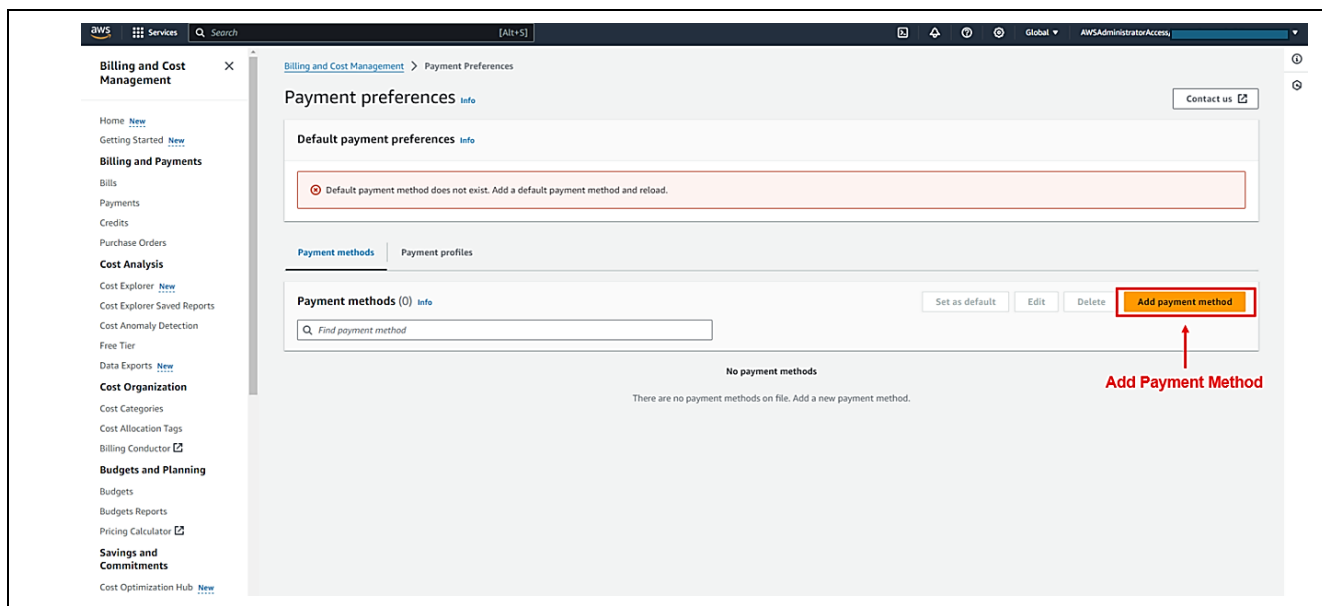 aws Services Search [Alt+S] Global AWSAdministratorAccess/
Billing and Cost Management
Home New
Getting Started New
Billing and Payments
Bills
Payments
Credits
Purchase Orders
Cost Analysis
Cost Explorer New
Cost Explorer Saved Reports
Cost Anomaly Detection
Free Tier
Data Exports New
Cost Organization
Cost Categories
Cost Allocation Tags
Billing Conductor
Budgets and Planning
Budgets
Budgets Reports
Pricing Calculator
Savings and
Commitments
Cost Optimization Hub New
Billing and Cost Management > Payment Preferences
Payment preferences Info
Contact us
Default payment preferences Info
Default payment method does not exist. Add a default payment method and reload.
Payment methods Payment profiles
Payment methods (0) Info
Set as default Edit Delete Add payment method
Find payment method
No payment methods
There are no payment methods on file. Add a new payment method.
Add Payment Method